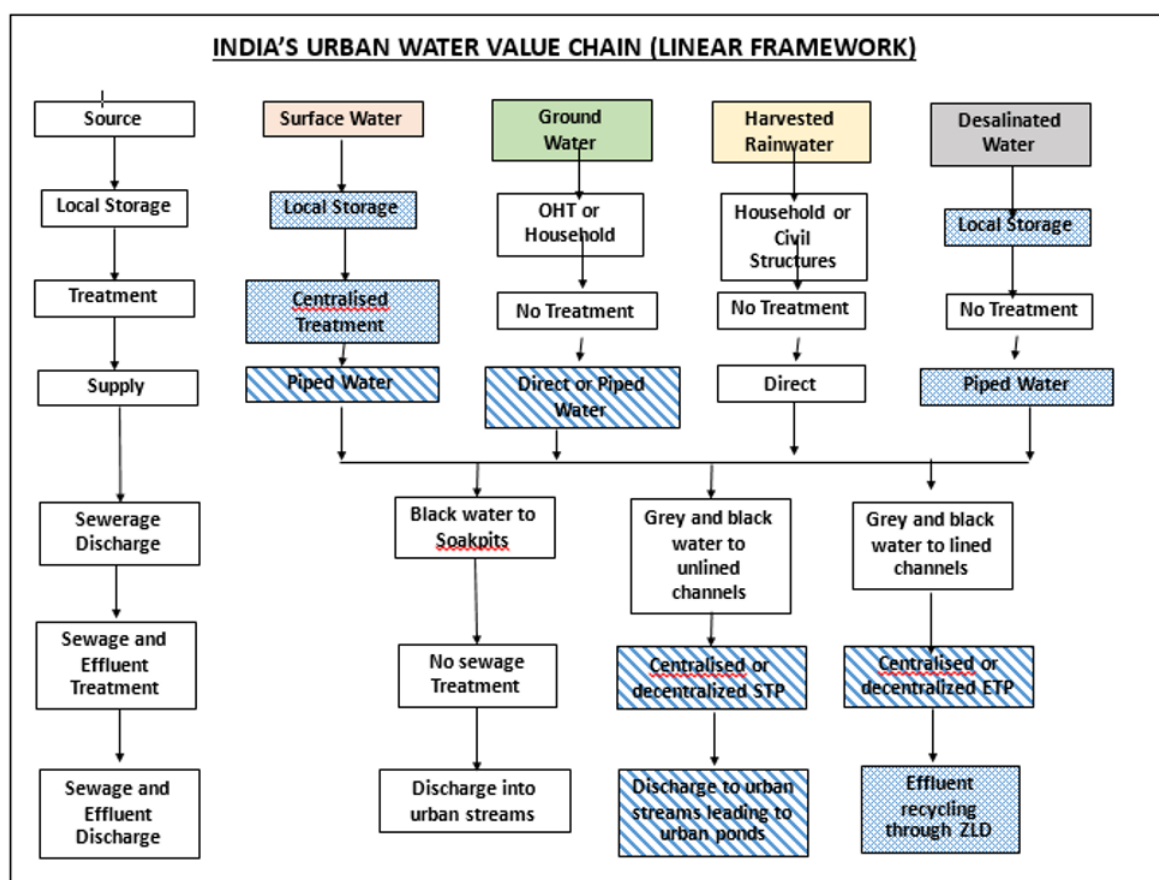 INDIA'S URBAN WATER VALUE CHAIN (LINEAR FRAMEWORK)
Source
Surface Water
Ground
Water
Harvested
Rainwater
Desalinated
Water
Local Storage
Local Storage
OHT or
Household
Household or
Civil
Structures
Local Storage
Treatment
Centralised
Treatment
No Treatment
No Treatment
No Treatment
Supply
Piped Water
Direct or Piped
Water
Direct
Piped Water
Sewerage
Discharge
Black water to
Soakpits
Grey and black
water to
unlined
channels
Grey and black
water to lined
channels
Sewage and
Effluent
Treatment
No sewage
Treatment
Centralised or
decentralized STP
Centralised or
decentralized ETP
Sewage and
Effluent
Discharge
Discharge into
urban streams
Discharge to urban
streams leading to
urban ponds
Effluent
recycling
through ZLD